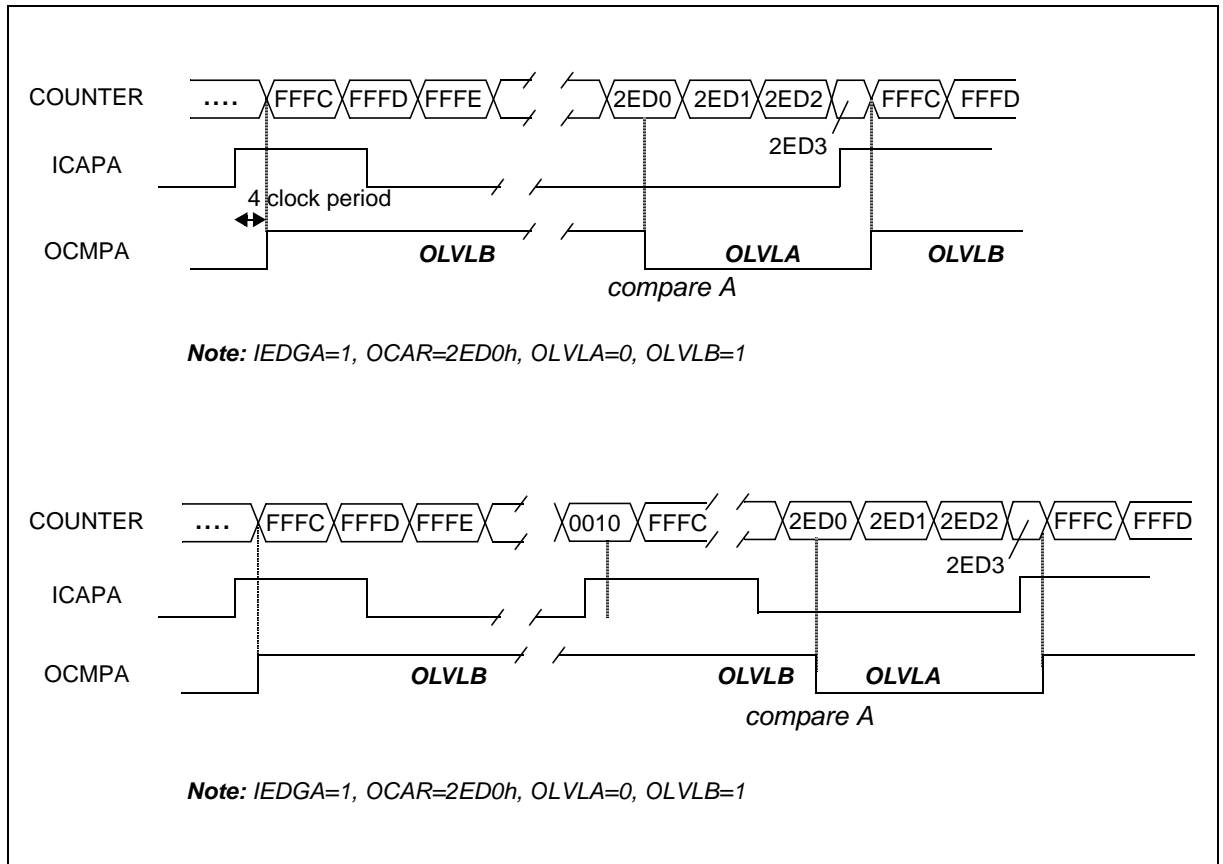 COUNTER .... FFFC FFFD FFFE 2ED0 2ED1 2ED2 FFFC FFFD
2ED3
ICAPA
4 clock period
OCMPA OLVLB OLVLA OLVLB
compare A
Note: IEDGA=1, OCAR=2ED0h, OLVLA=0, OLVLB=1
COUNTER .... FFFC FFFD FFFE 0010 FFFC 2ED0 2ED1 2ED2 FFFC FFFD
2ED3
ICAPA
OCMPA OLVLB OLVLB OLVLA
compare A
Note: IEDGA=1, OCAR=2ED0h, OLVLA=0, OLVLB=1